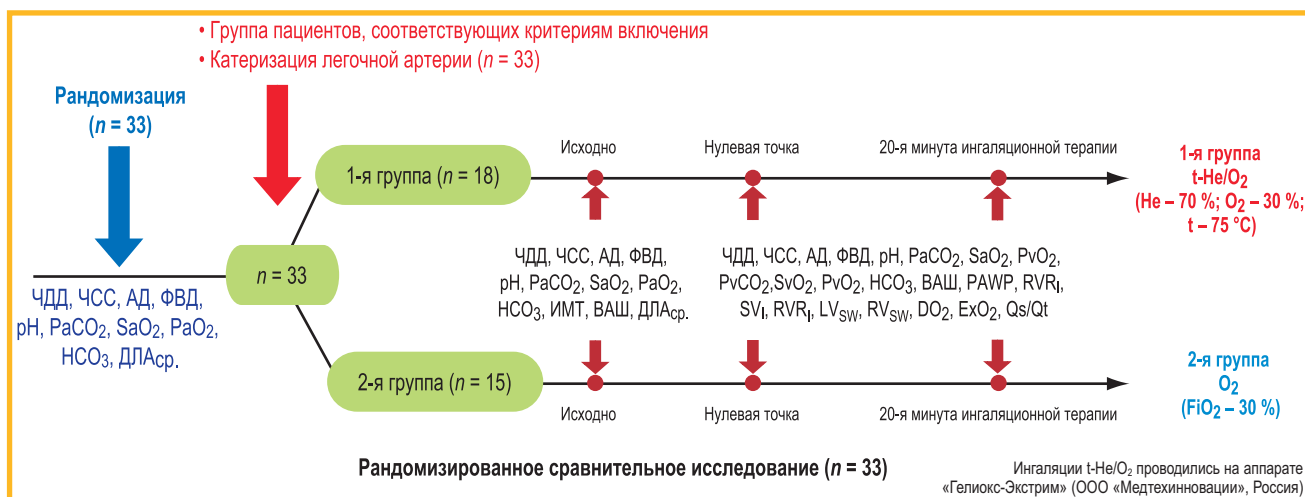 • Группа пациентов, соответствующих критериям включения
• Катеризация легочной артерии (n = 33)
Рандомизация
(n = 33)
ЧДД, ЧСС, АД, ФВД,
pH, PaCO₂, SaO₂, PaO₂,
HCO₃, ДЛАср.
n = 33
1-я группа (n = 18)
Исходно
Нулевая точка
20-я минута ингаляционной терапии
1-я группа
t-He/O₂
(He – 70 %; O₂ – 30 %;
t – 75 °C)
ЧДД, ЧСС, АД, ФВД,
pH, PaCO₂, SaO₂, PaO₂,
HCO₃, ИМТ, ВАШ, ДЛАср.
ЧДД, ЧСС, АД, ФВД, pH, PaCO₂, SaO₂, PvO₂,
PvCO₂,SvO₂, PvO₂, HCO₃, ВАШ, PAWP, RVRI,
SVI, RVRI, LVSW, RVSW, DO₂, ExO₂, Qs/Qt
2-я группа (n = 15)
Исходно
Нулевая точка
20-я минута ингаляционной терапии
2-я группа
O₂
(FiO₂ – 30 %)
Рандомизированное сравнительное исследование (n = 33)
Ингаляции t-He/O₂ проводились на аппарате
«Гелиокс-Экстрим» (ООО «Медтехинновации», Россия)